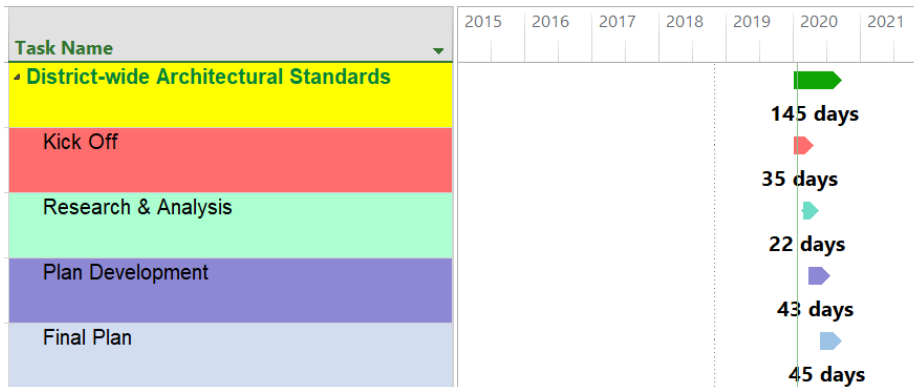 2015 2016 2017 2018 2019 2020 2021
Task Name
District-wide Architectural Standards
145 days
Kick Off
35 days
Research & Analysis
22 days
Plan Development
43 days
Final Plan
45 days